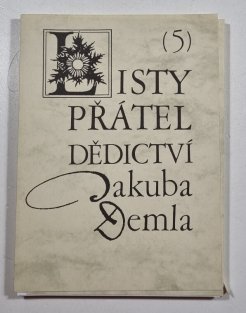 (5)
LISTY
PŘÁTEL
DĚDICTVÍ
Jakuba
Demla